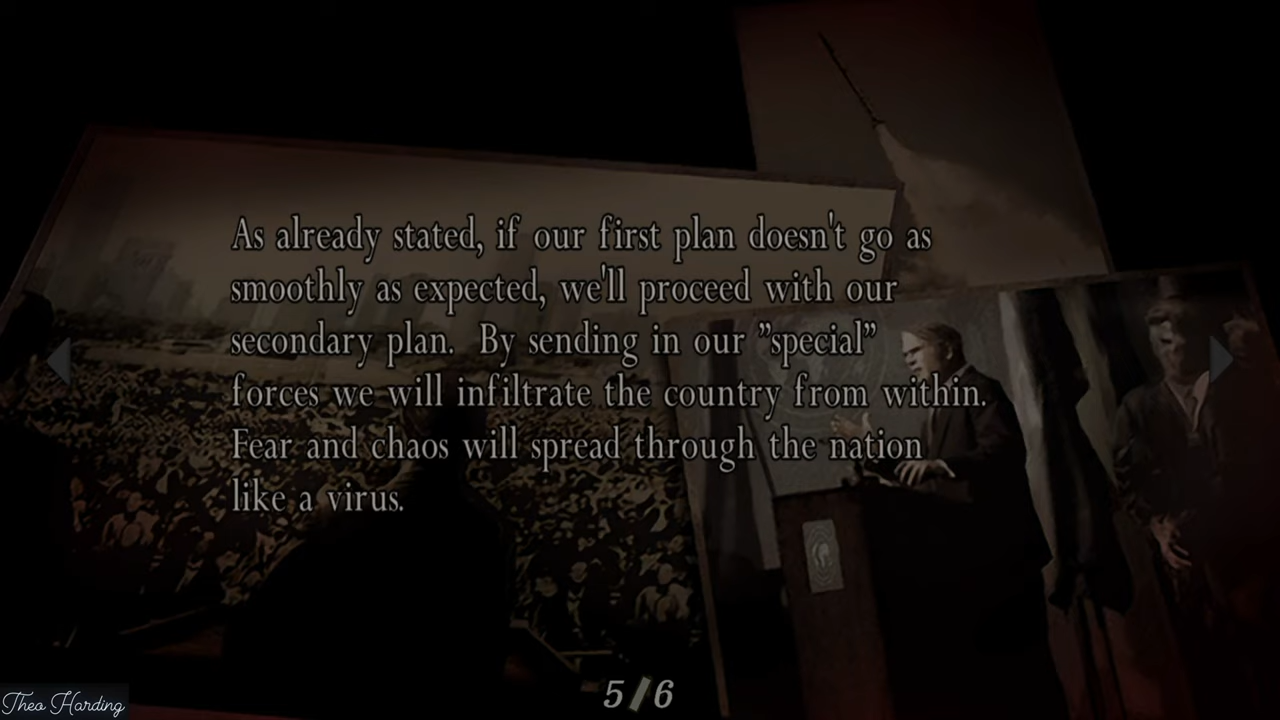 As already stated, if our first plan doesn't go as
smoothly as expected, we'll proceed with our
secondary plan. By sending in our ”special”
forces we will infiltrate the country from within.
Fear and chaos will spread through the nation
like a virus.
5/6
Theo Harding